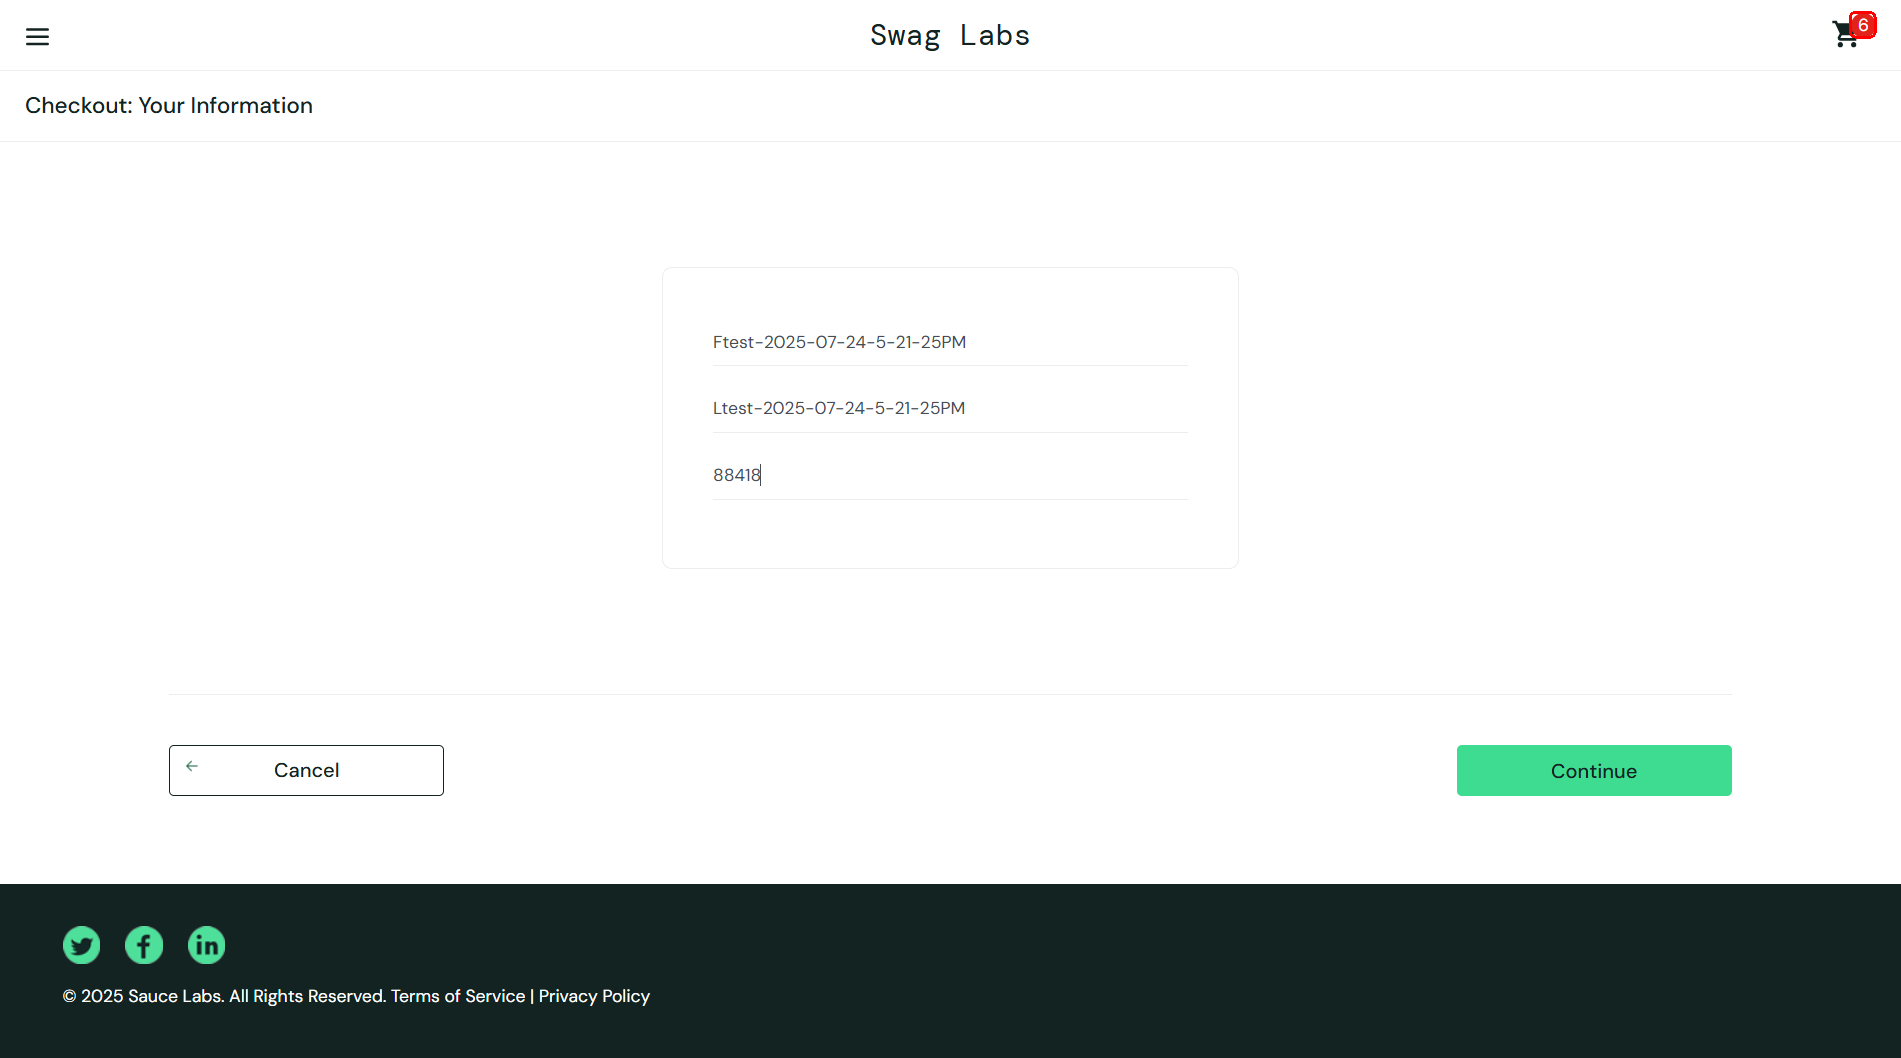 Swag Labs
6
Checkout: Your Information
Ftest-2025-07-24-5-21-25PM
Ltest-2025-07-24-5-21-25PM
88418
Cancel
Continue
© 2025 Sauce Labs. All Rights Reserved. Terms of Service | Privacy Policy